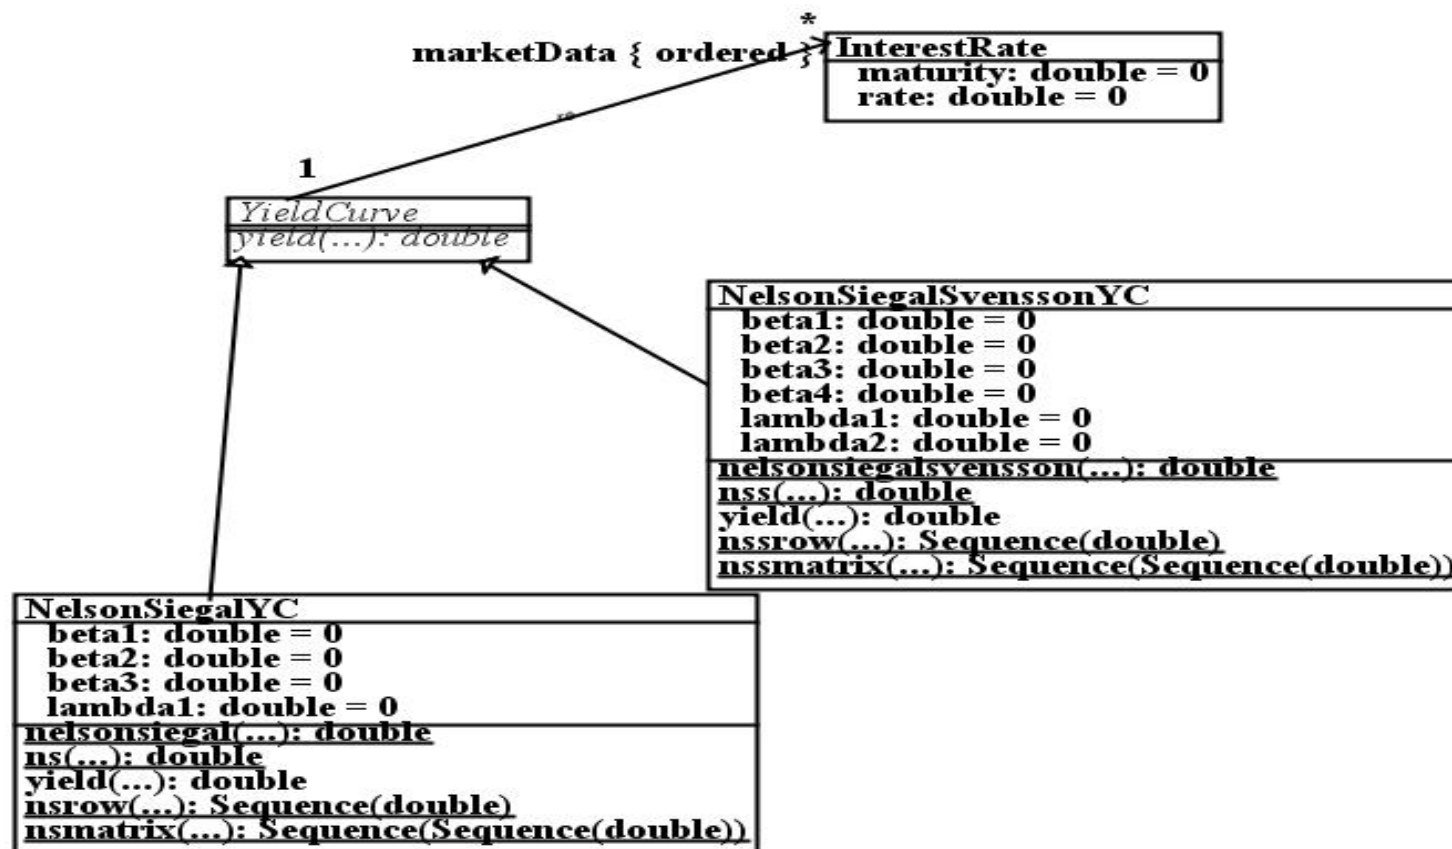 *
marketData { ordered }
InterestRate
maturity: double = 0
rate: double = 0
1
YieldCurve
yield(...): double
NelsonSiegalSvenssonYC
beta1: double = 0
beta2: double = 0
beta3: double = 0
beta4: double = 0
lambda1: double = 0
lambda2: double = 0
nelsonsiegalsvensson(...): double
nss(...): double
yield(...): double
nssrow(...): Sequence(double)
nssmatrix(...): Sequence(Sequence(double))
NelsonSiegalYC
beta1: double = 0
beta2: double = 0
beta3: double = 0
lambda1: double = 0
nelsonsiegal(...): double
ns(...): double
yield(...): double
nsrow(...): Sequence(double)
nsmatrix(...): Sequence(Sequence(double))